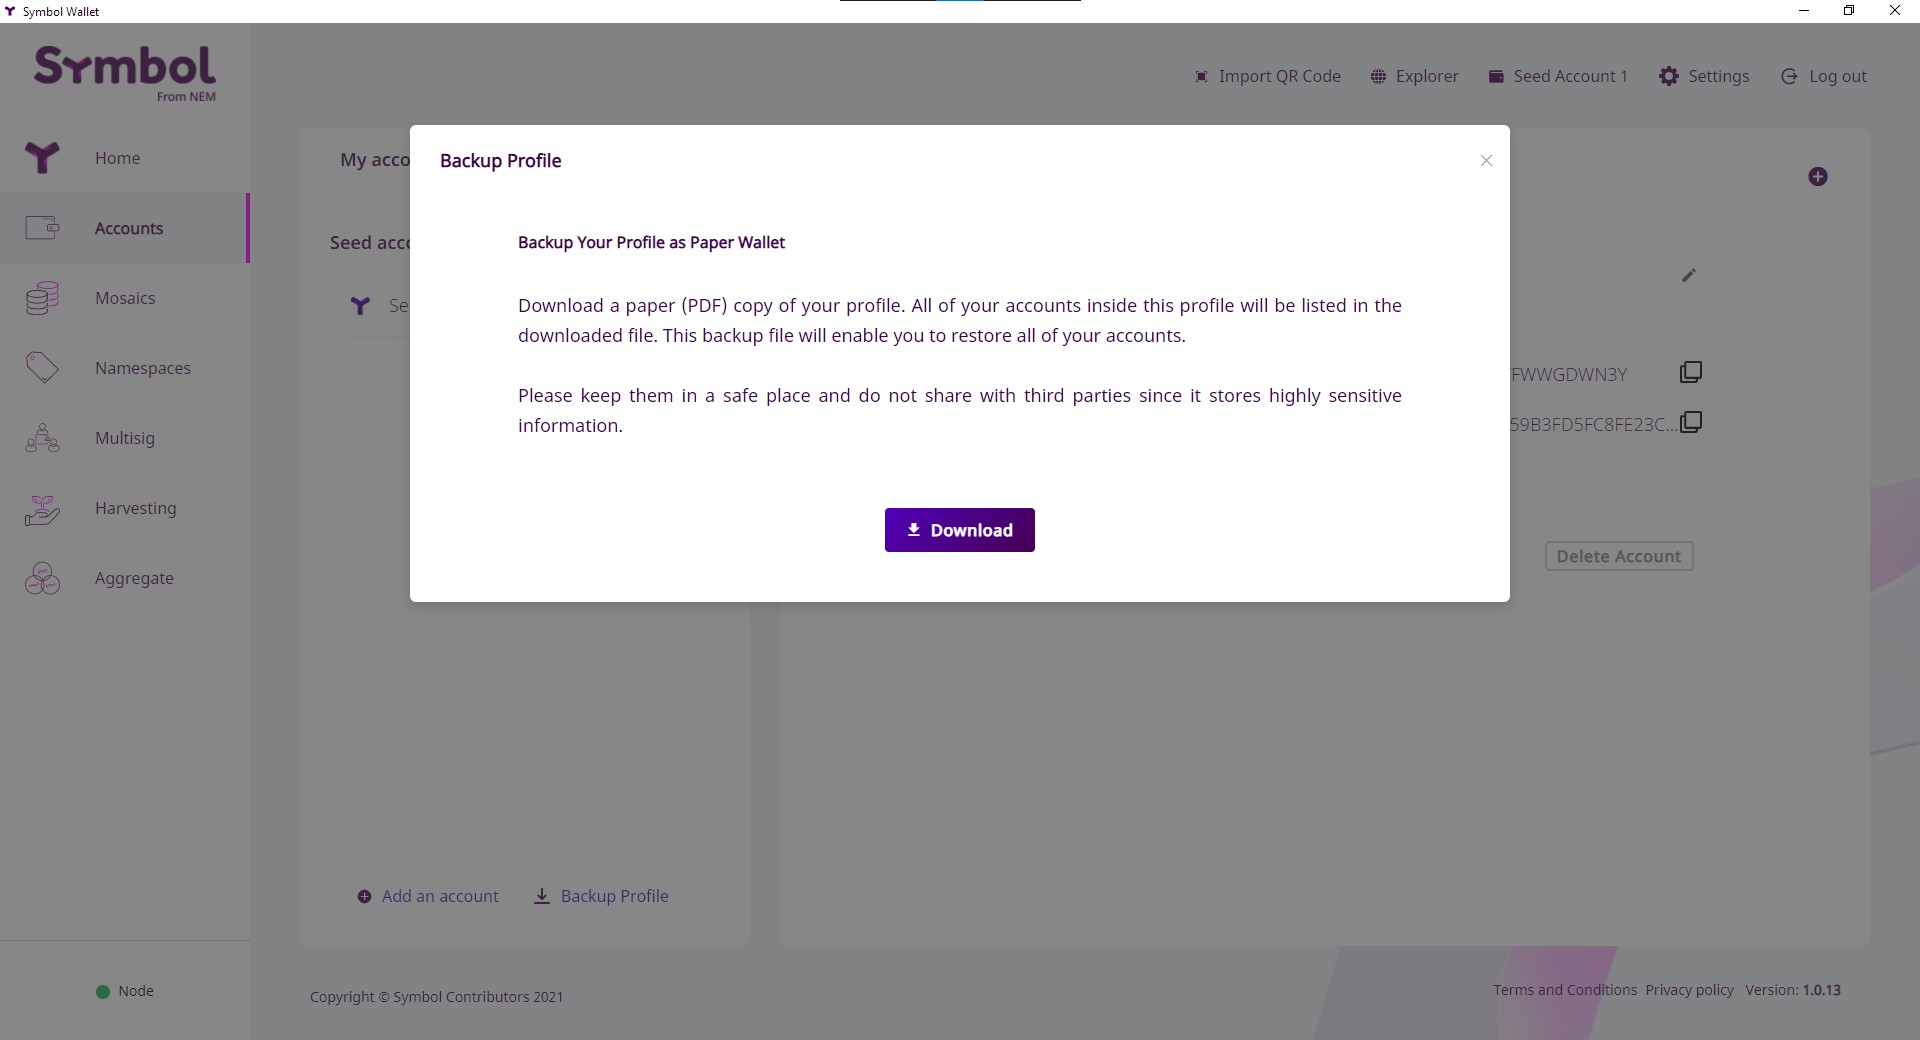 Symbol Wallet
Symbol
From NEM
Import QR Code
Explorer
Seed Account 1
Settings
Log out
Home
Accounts
Mosaics
Namespaces
Multisig
Harvesting
Aggregate
Node
My acco
Seed acco
Se
Add an account
Backup Profile
Backup Profile
Backup Your Profile as Paper Wallet
Download a paper (PDF) copy of your profile. All of your accounts inside this profile will be listed in the
downloaded file. This backup file will enable you to restore all of your accounts.
Please keep them in a safe place and do not share with third parties since it stores highly sensitive
information.
Download
FWWGDWN3Y
59B3FD5FC8FE23C...
Delete Account
Copyright © Symbol Contributors 2021
Terms and Conditions Privacy policy Version: 1.0.13